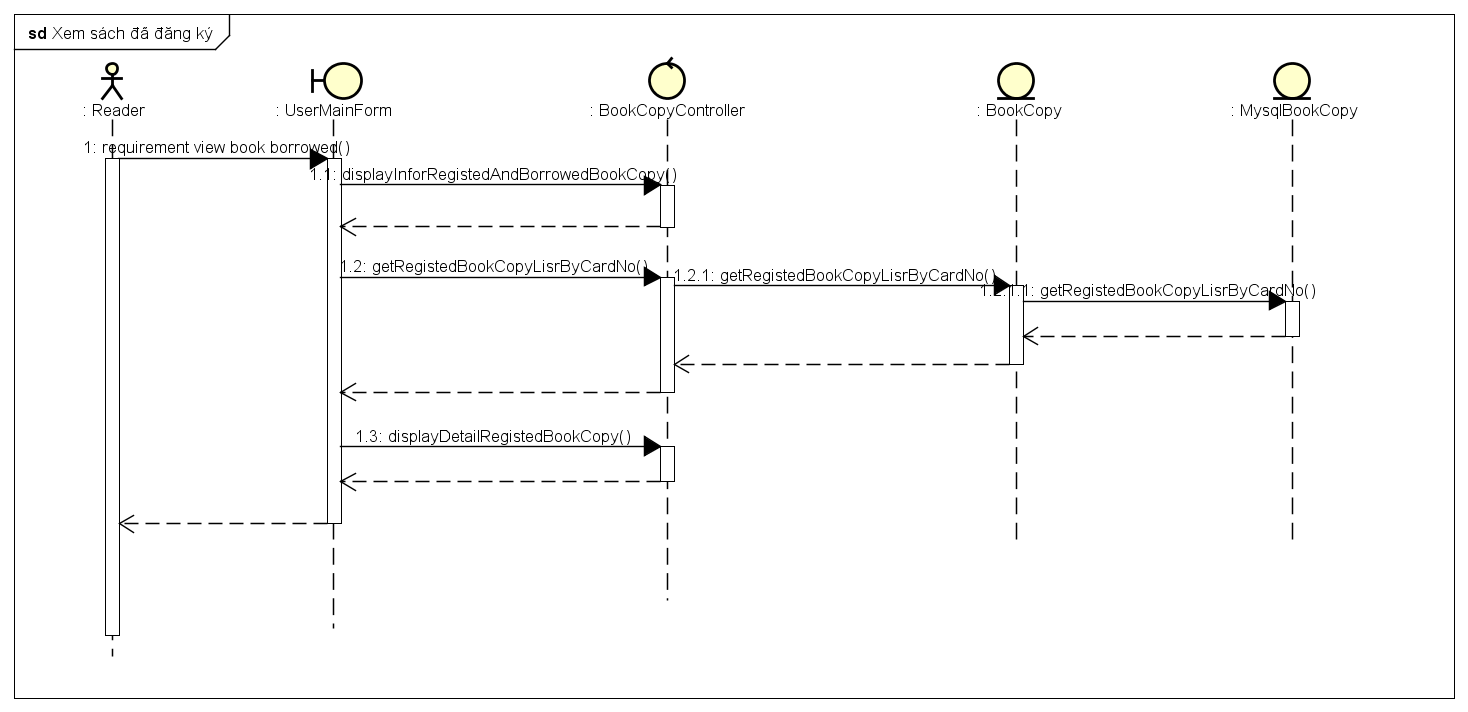 sd Xem sách đã đăng ký
: Reader
: UserMainForm
: BookCopyController
: BookCopy
: MysqlBookCopy
1: requirement view book borrowed()
1.1: displayInforRegistedAndBorrowedBookCopy()
1.2: getRegistedBookCopyLisrByCardNo()
1.2.1: getRegistedBookCopyLisrByCardNo()
1.2.1.1: getRegistedBookCopyLisrByCardNo()
1.3: displayDetailRegistedBookCopy()